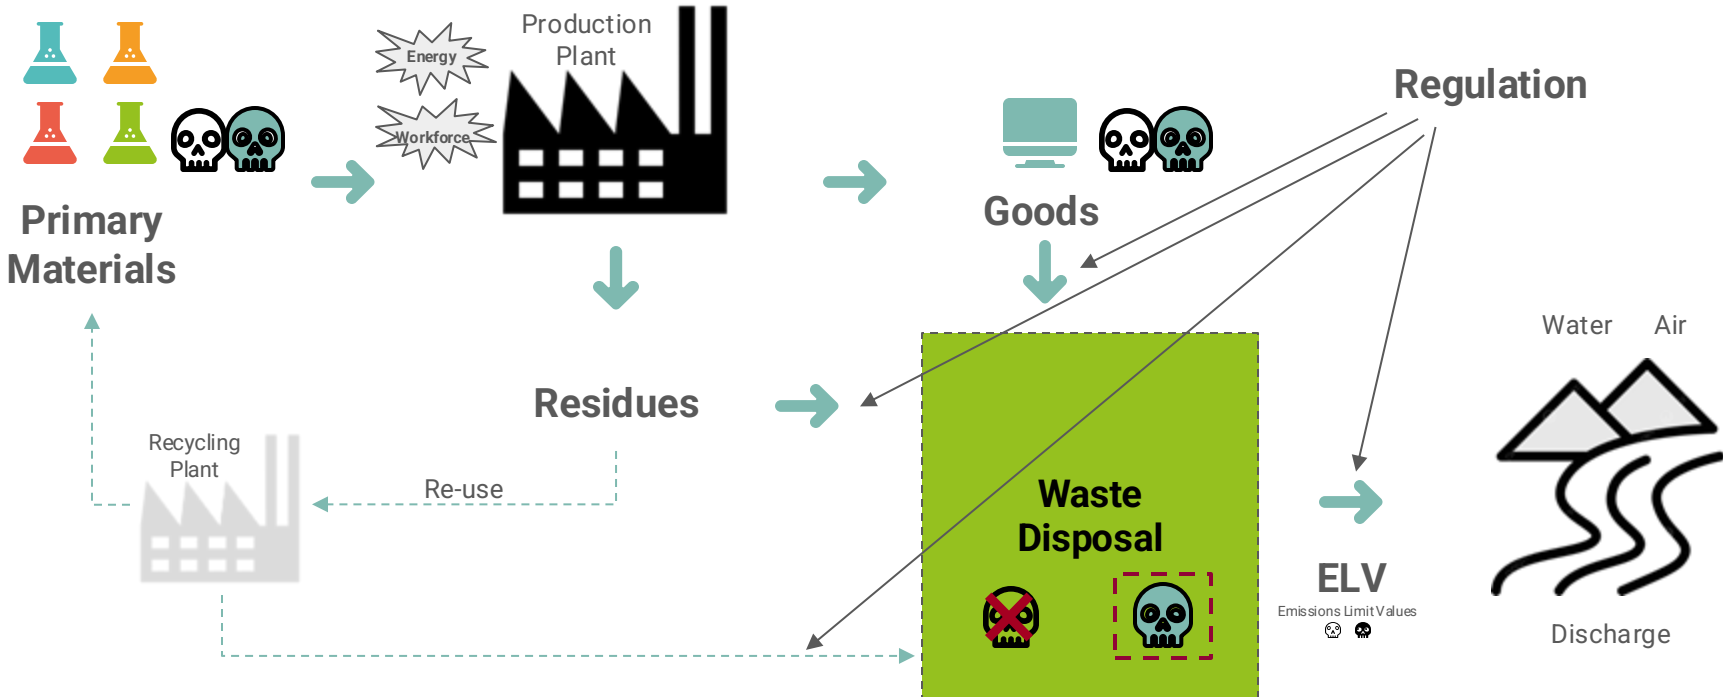 Production
Plant
Energy
Workforce
Regulation
Primary
Materials
Goods
Water
Air
Residues
Recycling
Plant
Re-use
Waste
Disposal
ELV
Emissions Limit Values
Discharge